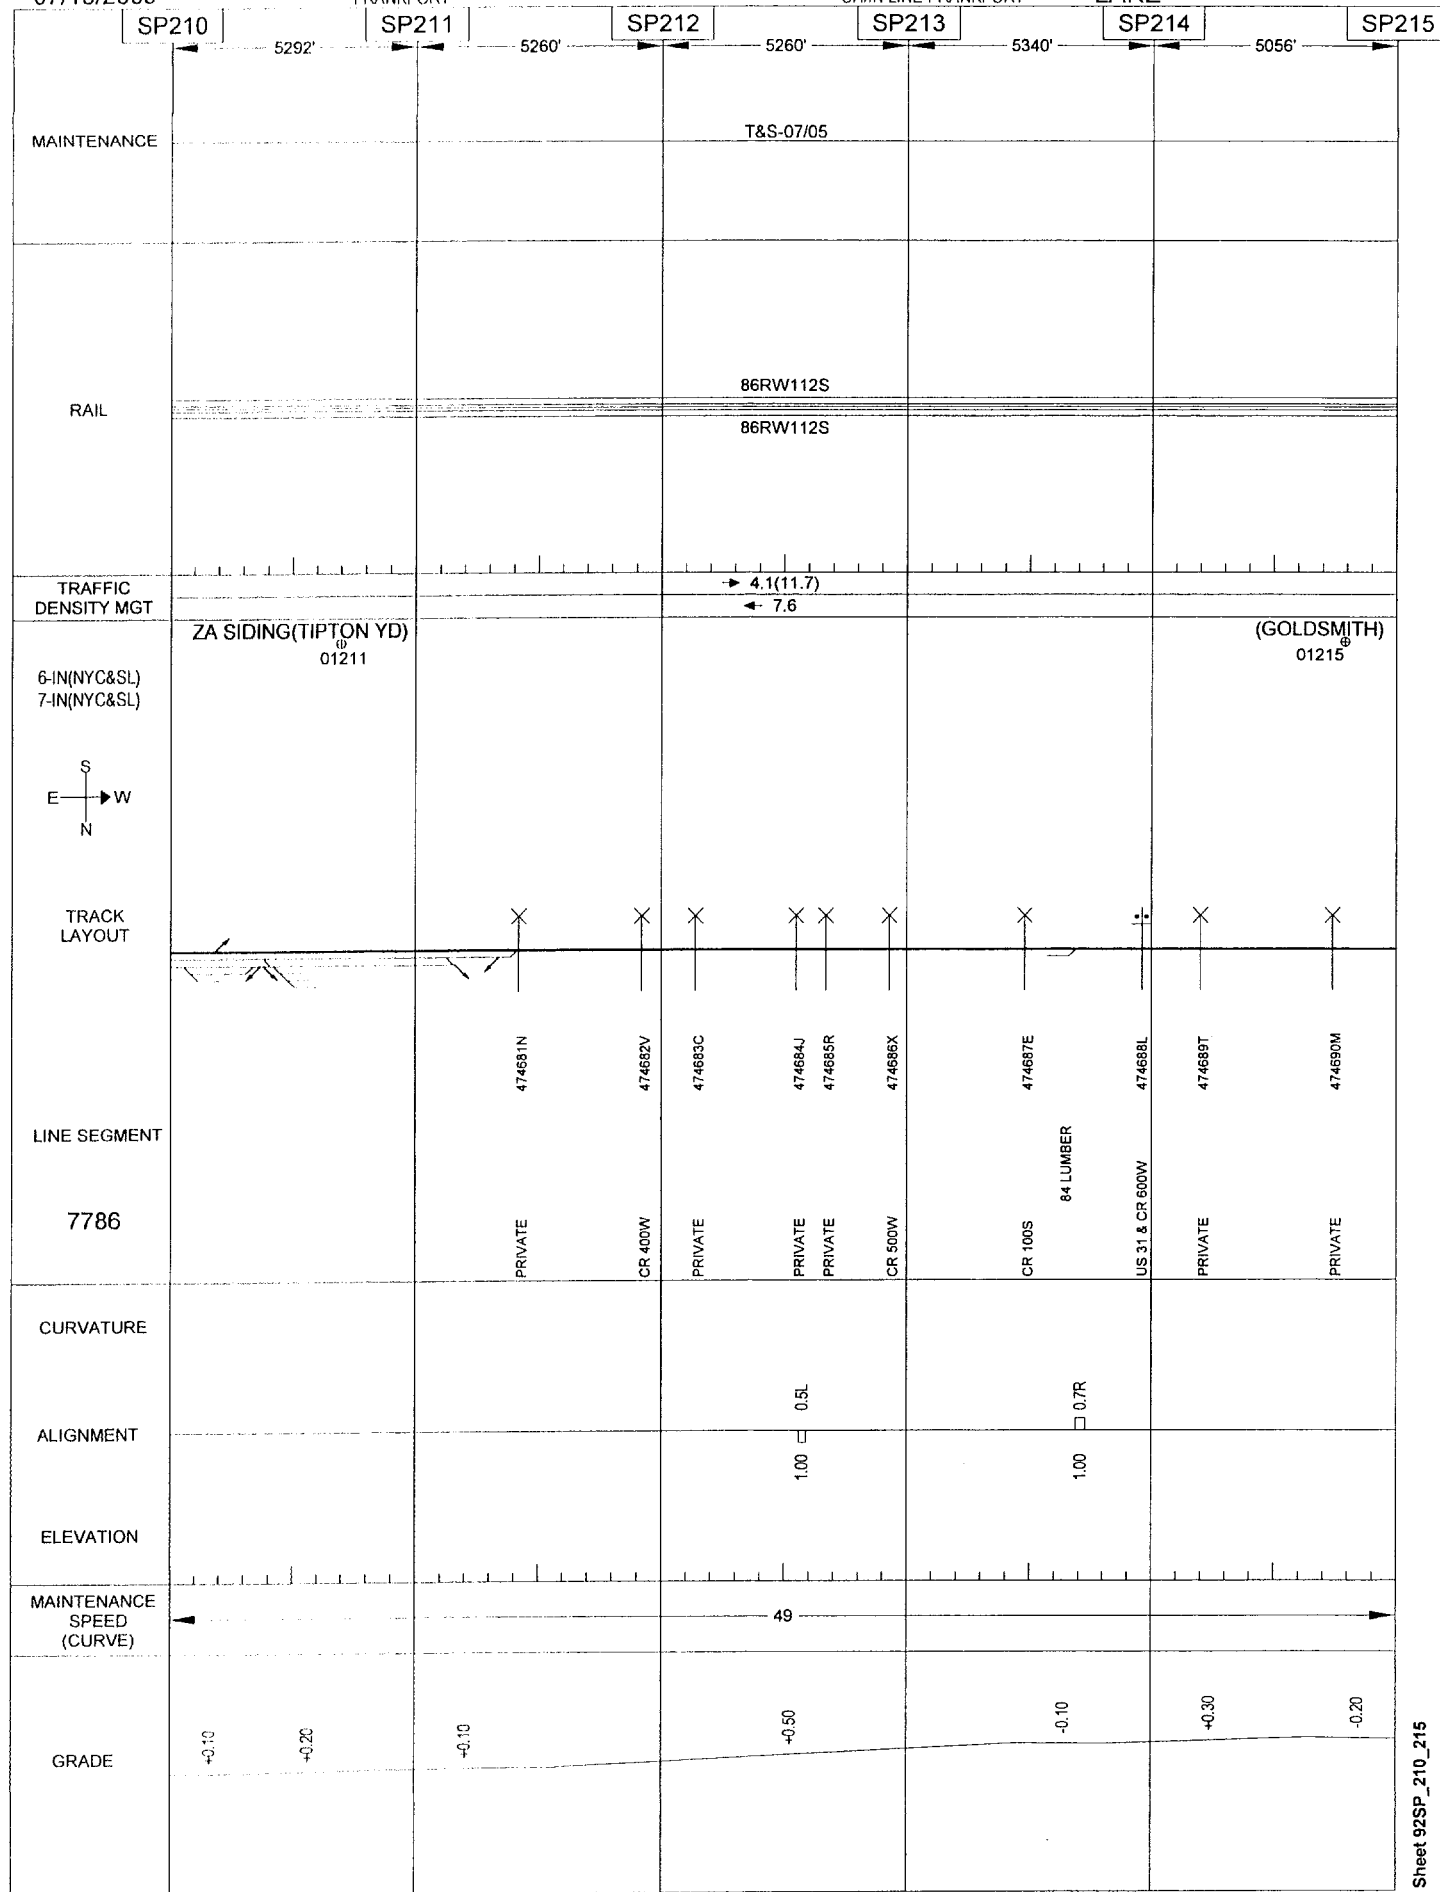 SP210 SP211 SP212 SP213 SP214 SP215
5292' 5260' 5260' 5340' 5056'
MAINTENANCE
T&S-07/05
86RW112S
RAIL
86RW112S
TRAFFIC
DENSITY MGT
4.1(11.7)
7.6
ZA SIDING(TIPTON YD)
01211
(GOLDSMITH)
01215
6-IN(NYC&SL)
7-IN(NYC&SL)
S
E W
N
TRACK
LAYOUT
474681N
474682V
474683C
474684J
474685R
474686X
474687E
474688L
474689T
474690M
LINE SEGMENT
7786
84 LUMBER
PRIVATE
CR 400W
PRIVATE
PRIVATE
PRIVATE
CR 500W
CR 100S
US 31 & CR 600W
PRIVATE
PRIVATE
CURVATURE
0.5L
0.7R
ALIGNMENT
1.00
1.00
ELEVATION
MAINTENANCE
SPEED
(CURVE)
49
GRADE
+0.10
+0.20
+0.10
+0.50
-0.10
+0.30
-0.20
Sheet 92SP_210_215